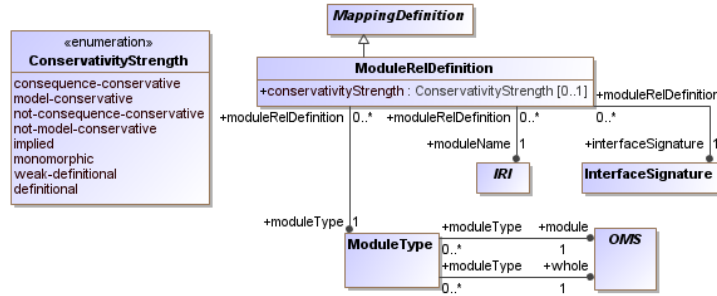 MappingDefinition
«enumeration»
ConservativityStrength
consequence-conservative
model-conservative
not-consequence-conservative
not-model-conservative
implied
monomorphic
weak-definitional
definitional
ModuleRelDefinition
+conservativityStrength : ConservativityStrength [0..1]
+moduleRelDefinition
0..*
+moduleRelDefinition
0..*
+moduleRelDefinition
0..*
+moduleName
1
+interfaceSignature
1
IRI
InterfaceSignature
+moduleType
1
ModuleType
+moduleType
0..*
+module
1
+moduleType
0..*
+whole
1
OMS